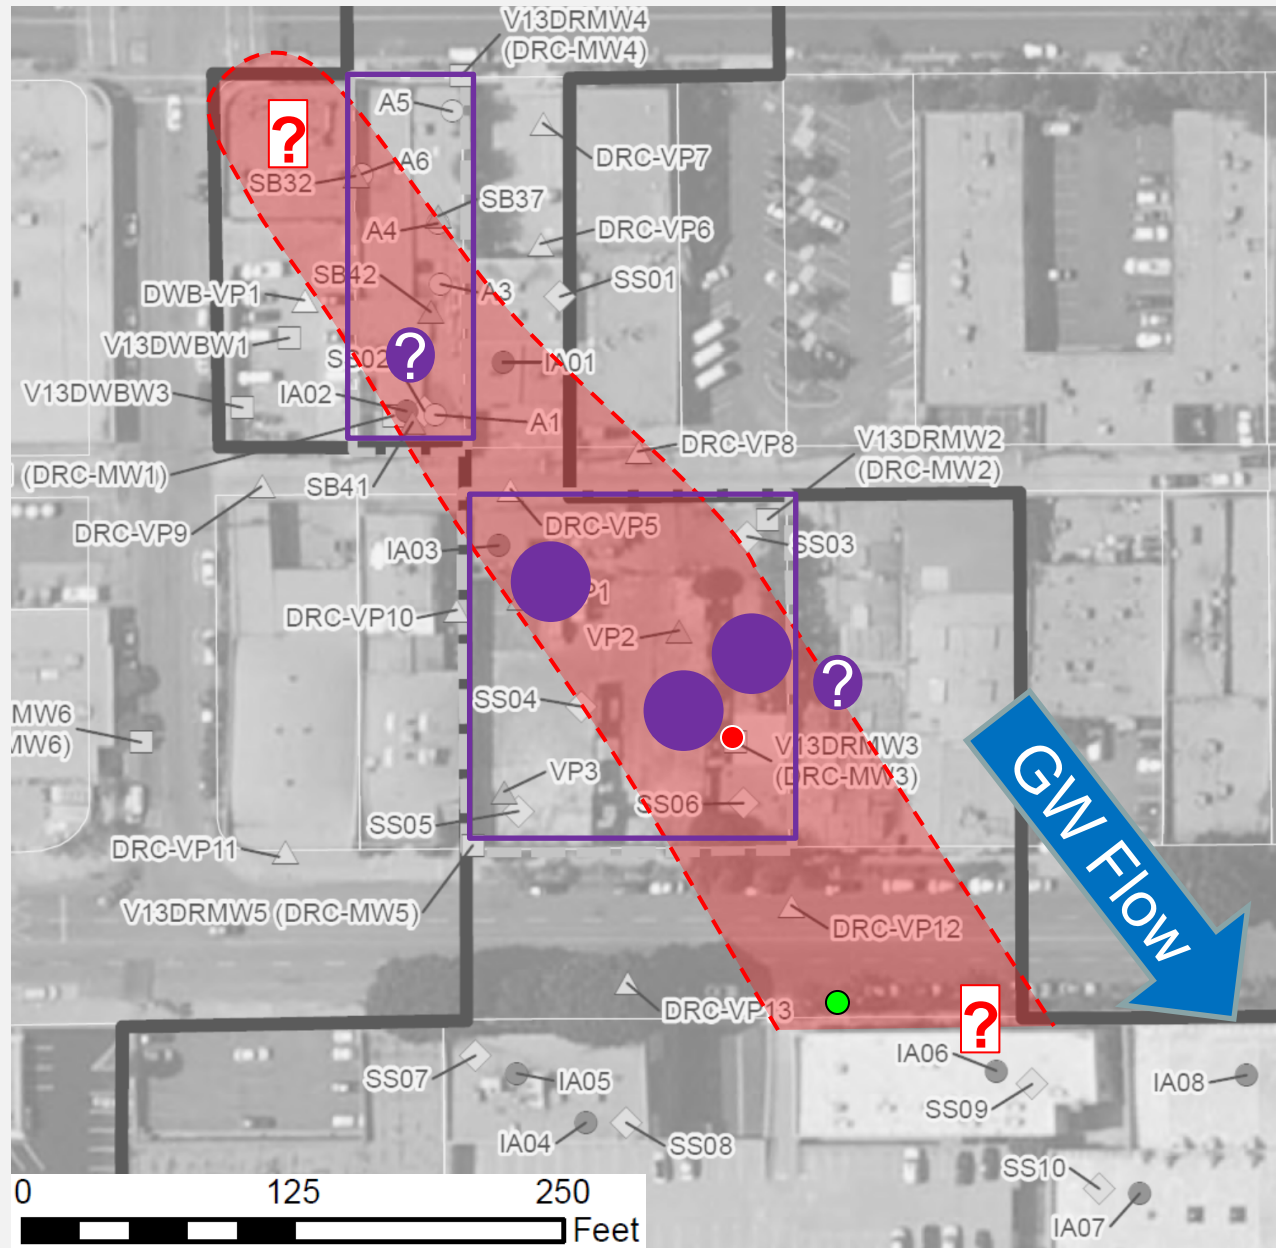 V13DRMW4
(DRC-MW4)
A5
DRC-VP7
?
A6
SB32
SB37
A4
DRC-VP6
SB42
SS01
DWB-VP1
A3
V13DWBW1
?
IA01
V13DWBW3
IA02
A1
DRC-VP8
V13DRMW2
(DRC-MW2)
(DRC-MW1)
SB41
DRC-VP9
DRC-VP5
SS03
IA03
DRC-VP10
VP2
?
SS04
MW6
MW6)
V13DRMW3
(DRC-MW3)
GW Flow
VP3
SS06
SS05
DRC-VP11
V13DRMW5 (DRC-MW5)
DRC-VP12
DRC-VP13
?
IA06
SS07
IA05
IA08
SS09
IA04
SS08
SS10
IA07
0 125 250
Feet